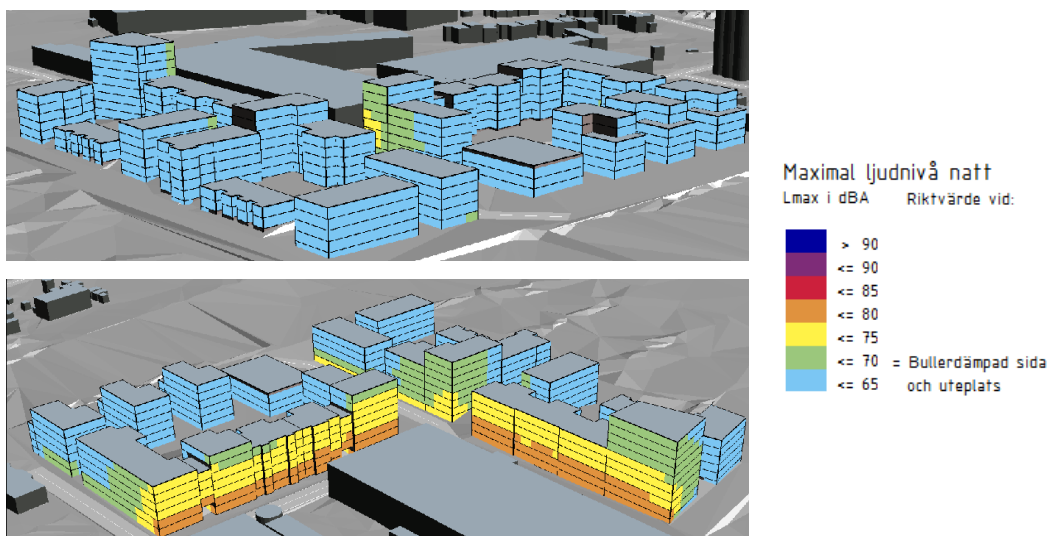 Maximal ljudnivå natt
Lmax i dBA Riktvärde vid:
> 90
<= 90
<= 85
<= 80
<= 75
<= 70 = Bullerdämpad sida
<= 65 och uteplats